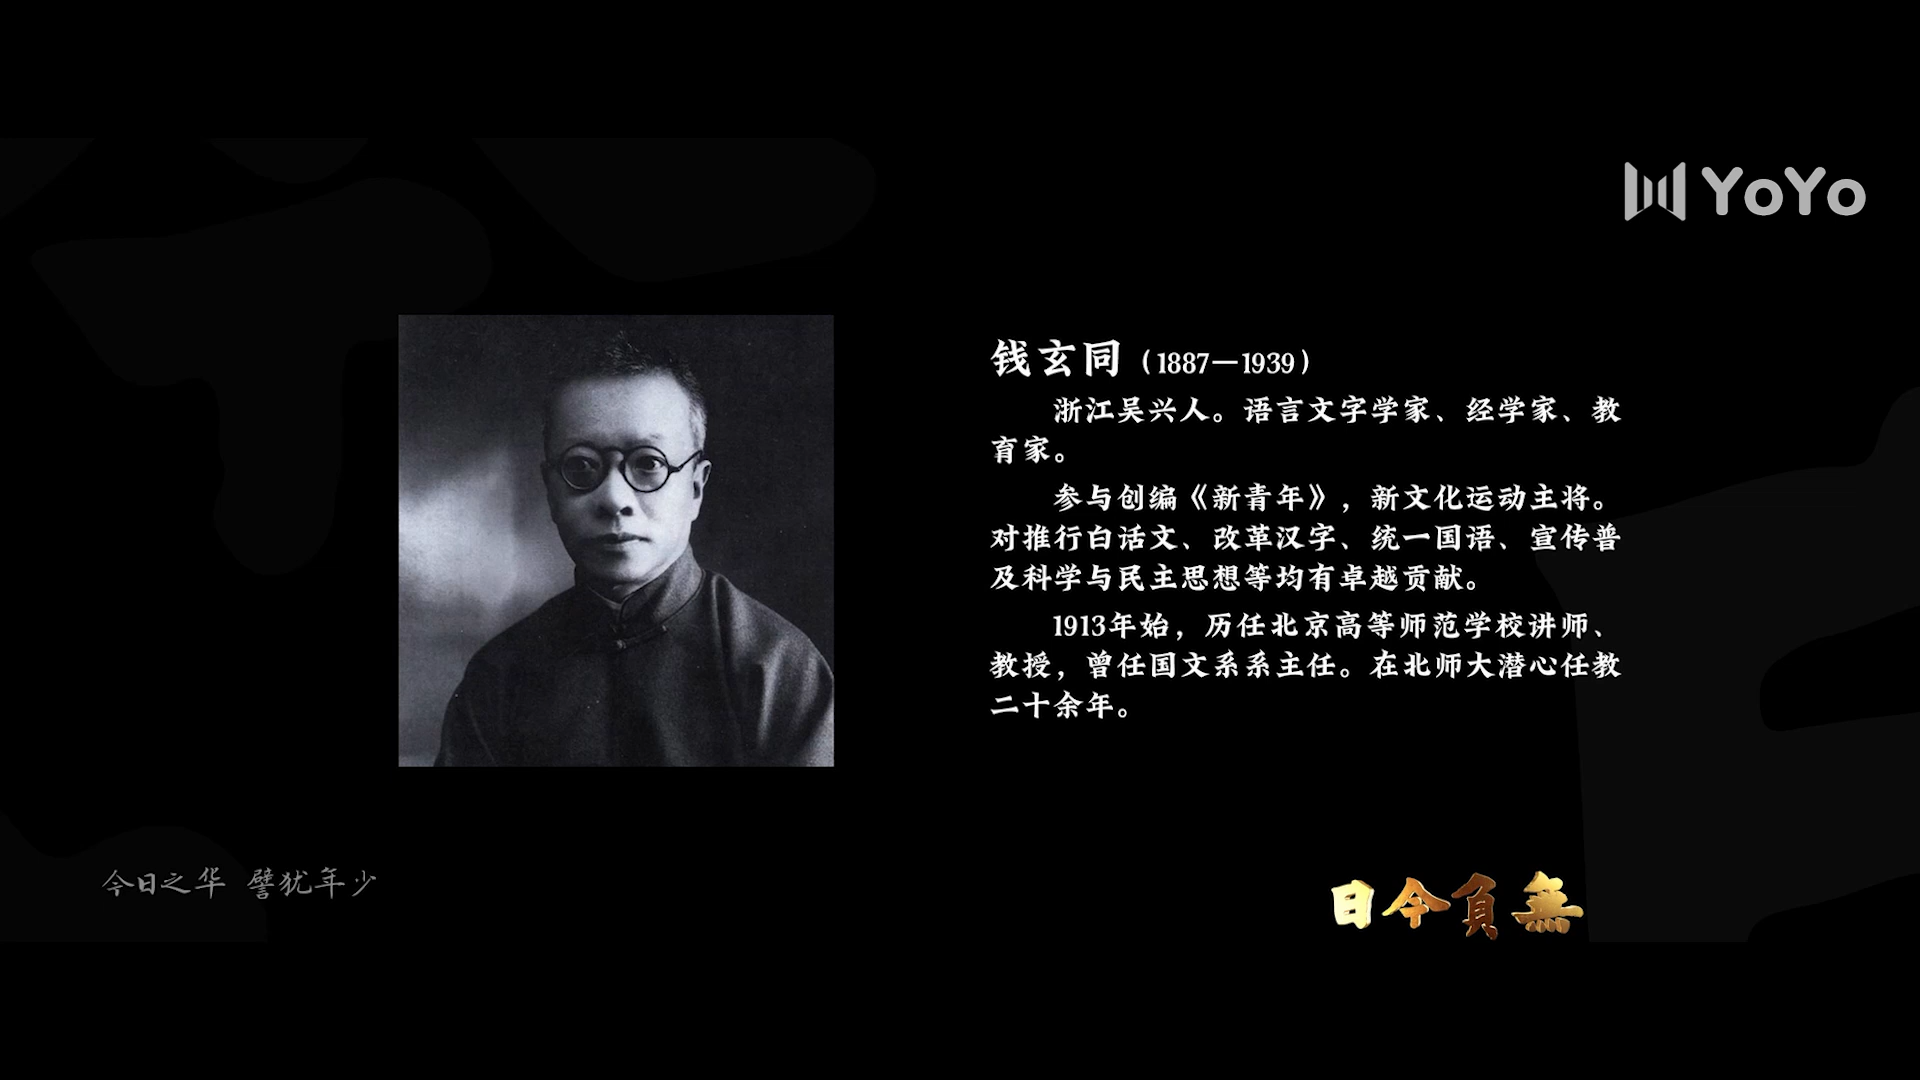 YoYo
钱玄同（1887—1939）
浙江吴兴人。语言文字学家、经学家、教
育家。
参与创编《新青年》，新文化运动主将。
对推行白话文、改革汉字、统一国语、宣传普
及科学与民主思想等均有卓越贡献。
1913年始，历任北京高等师范学校讲师、
教授，曾任国文系系主任。在北师大潜心任教
二十余年。
今日之华 譬犹年少
日今負無